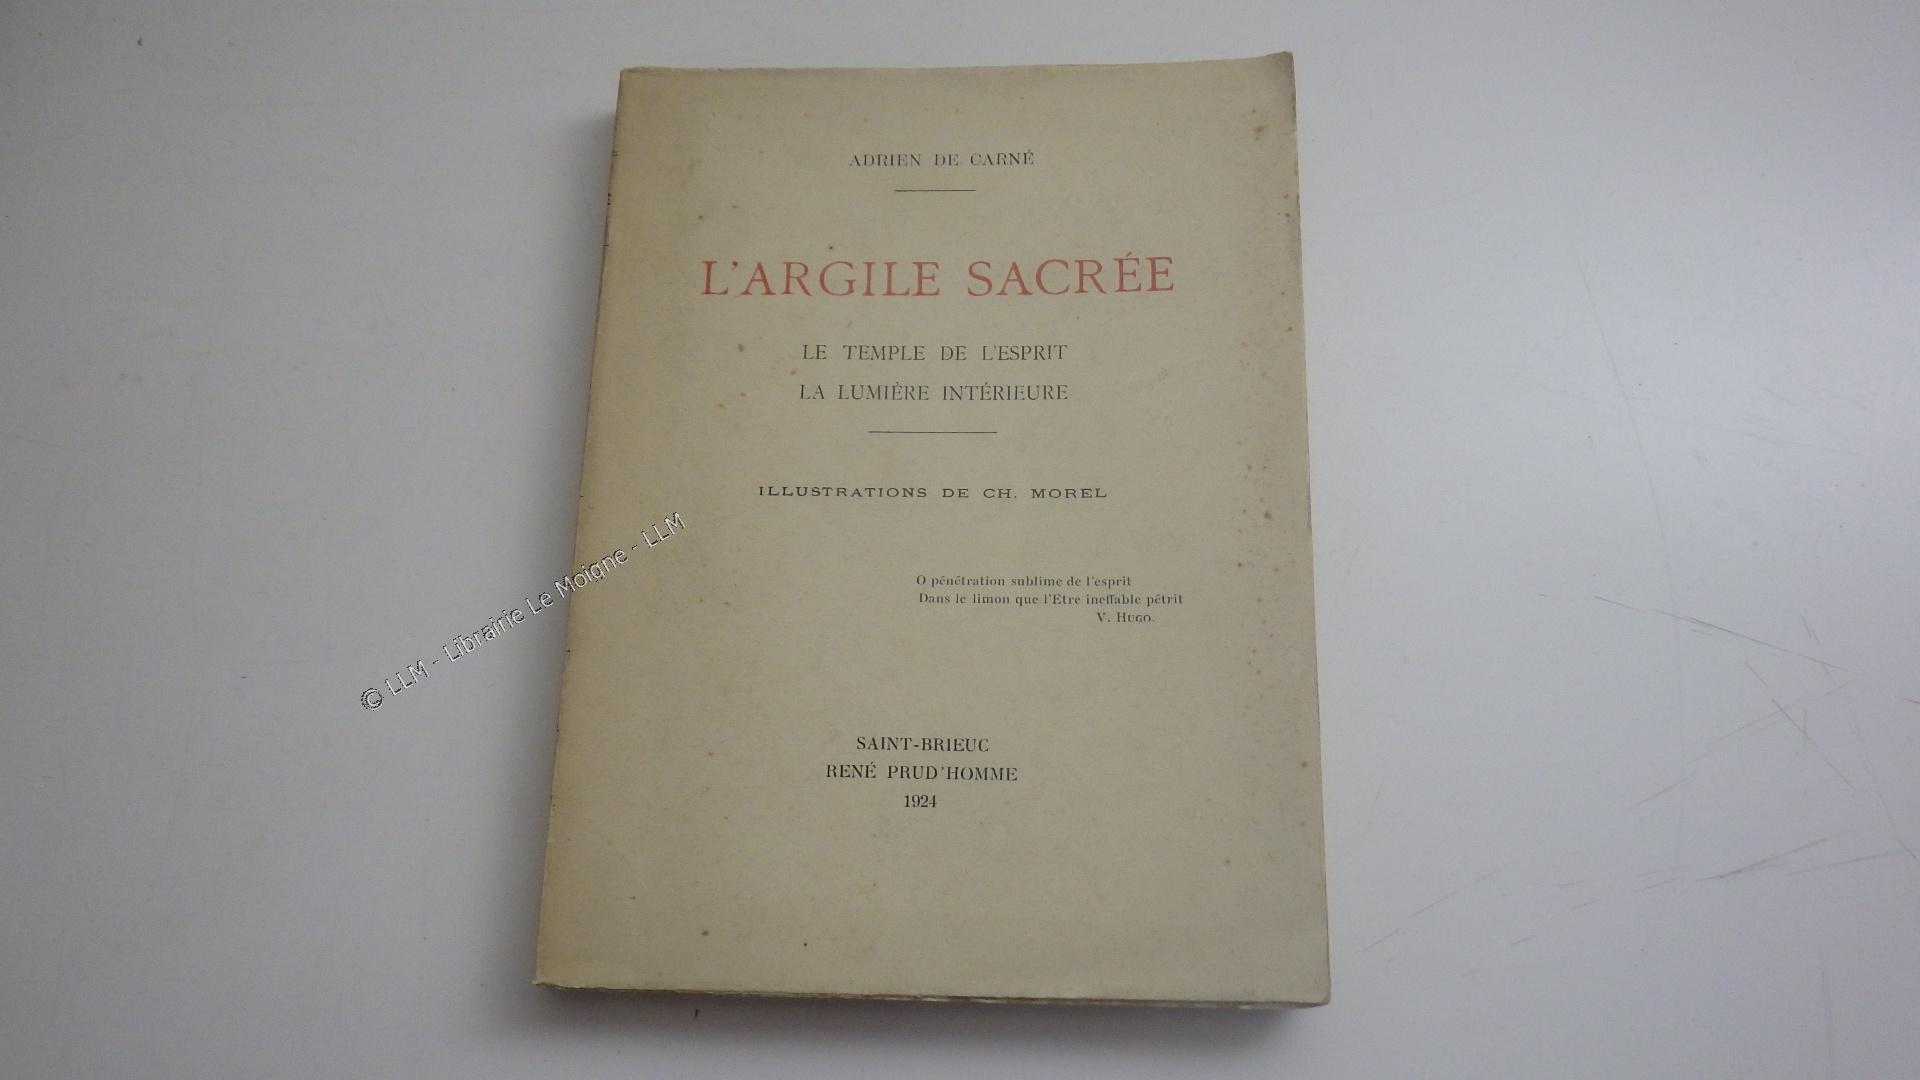 ADRIEN DE CARNÉ
L'ARGILE SACRÉE
LE TEMPLE DE L'ESPRIT
LA LUMIÈRE INTÉRIEURE
ILLUSTRATIONS DE CH. MOREL
O pénétration sublime de l'esprit
Dans le limon que l'Etre ineffable pétrit
V. HUGO.
© LLM - Librairie Le Moigne - LLM
SAINT-BRIEUC
RENÉ PRUD'HOMME
1924